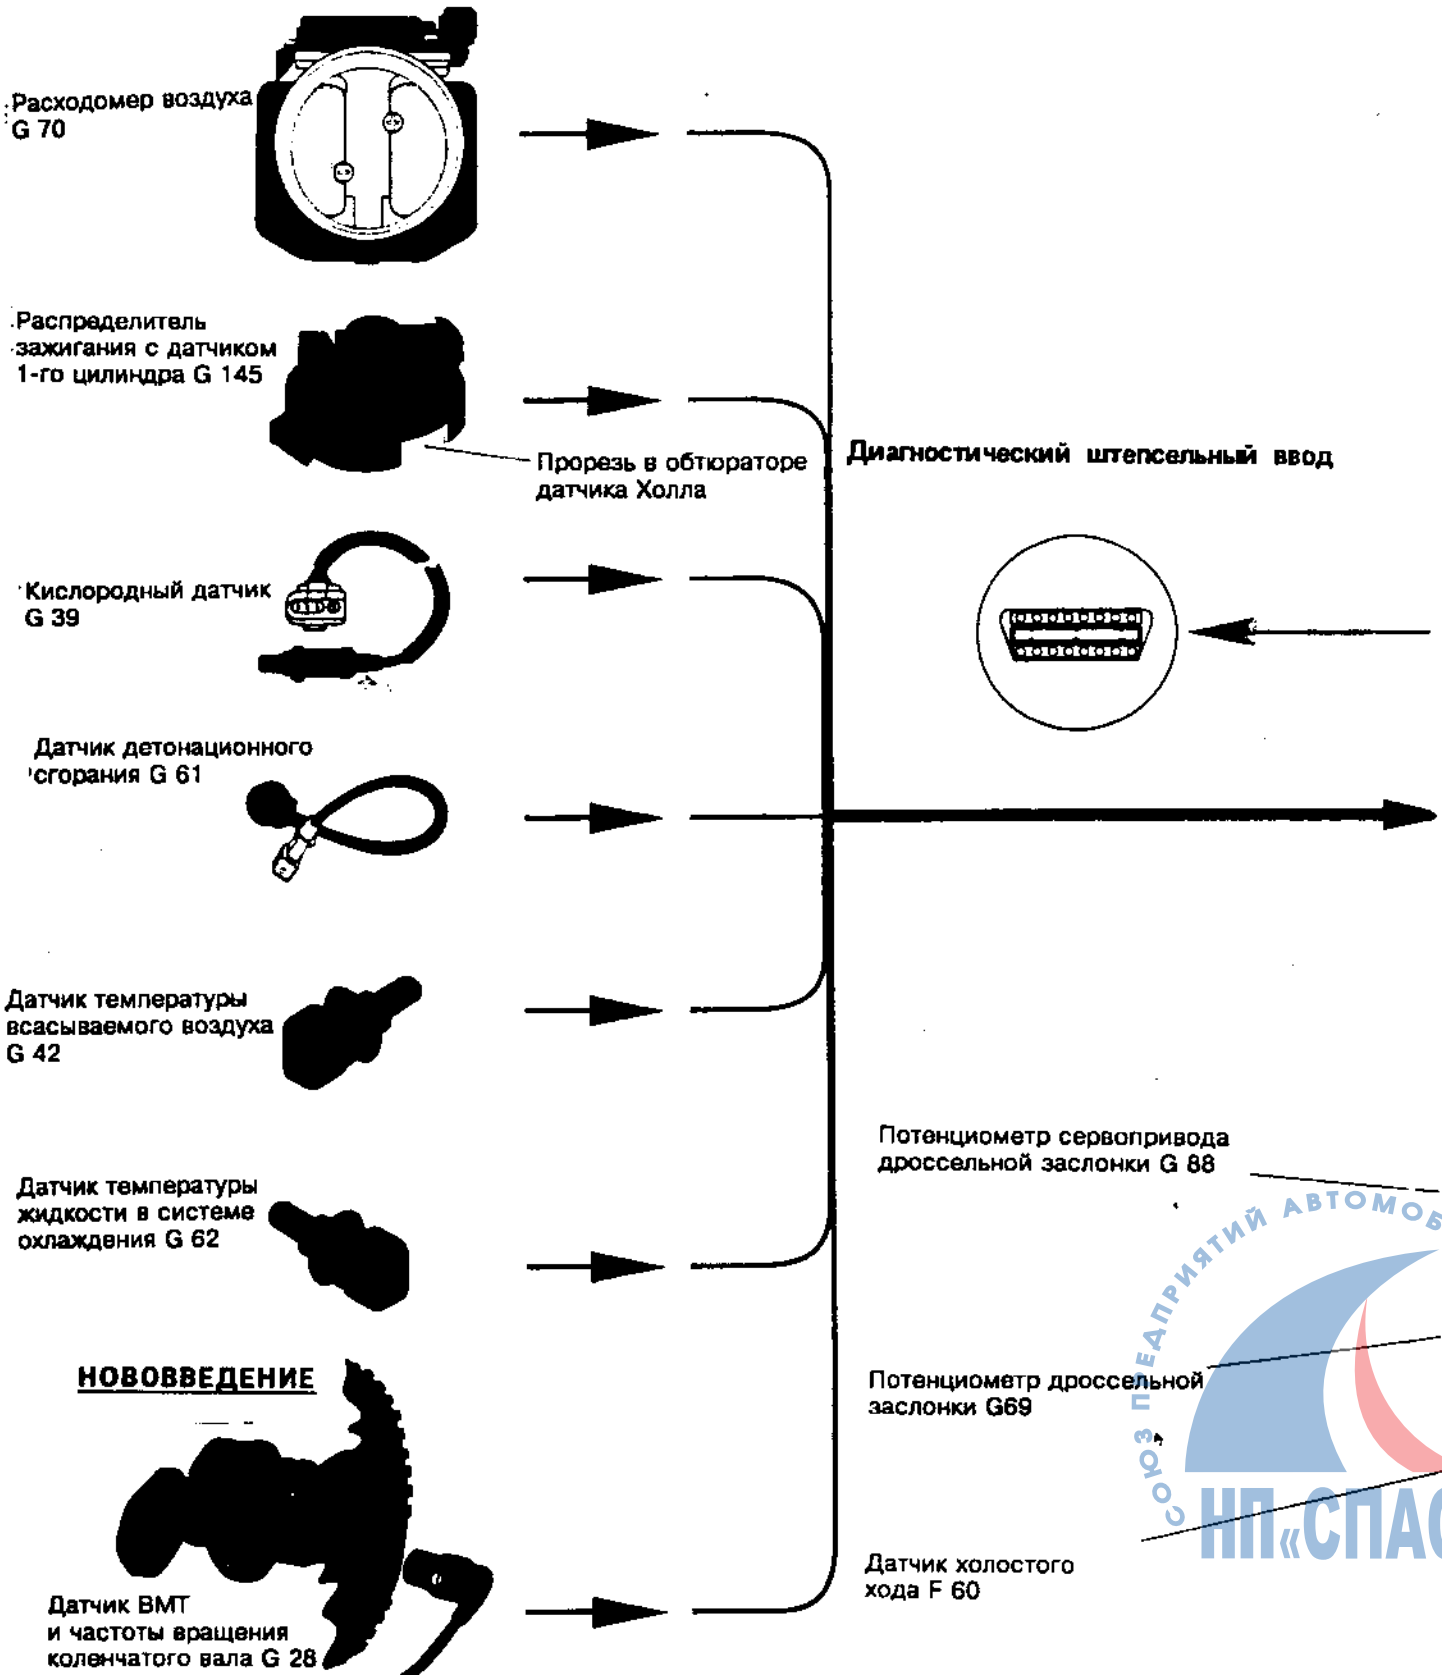 Расходомер воздуха
G 70
Распределитель
зажигания с датчиком
1-го цилиндра G 145
Прорезь в обтюраторе
датчика Холла
Диагностический штепсельный ввод
Кислородный датчик
G 39
Датчик детонационного
сгорания G 61
Датчик температуры
всасываемого воздуха
G 42
Потенциометр сервопривода
дроссельной заслонки G 88
Датчик температуры
жидкости в системе
охлаждения G 62
НОВОВВЕДЕНИЕ
Потенциометр дроссельной
заслонки G69
Датчик холостого
хода F 60
Датчик ВМТ
и частоты вращения
коленчатого вала G 28
СОЮЗ ПРЕДПРИЯТИЙ АВТОМОБ
НП «СПАС